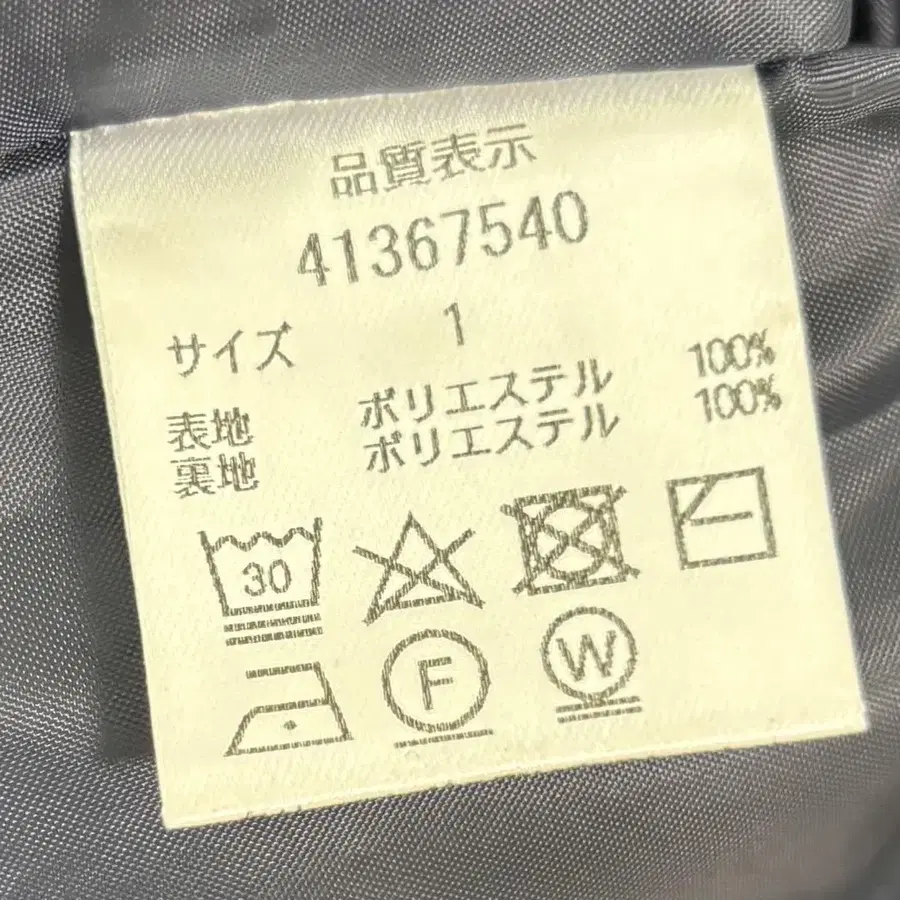 品質表示
41367540
サイズ 1
表地 ポリエステル 100%
裏地 ポリエステル 100%
30
F W